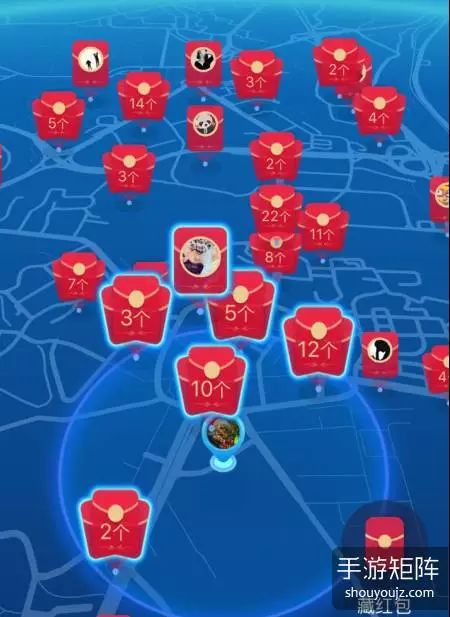 2个
3个
14个
4个
5个
2个
3个
22个
11个
8个
7个
5个
3个
12个
4
10个
2个
手游矩阵
shouyoujz.com
藏红包